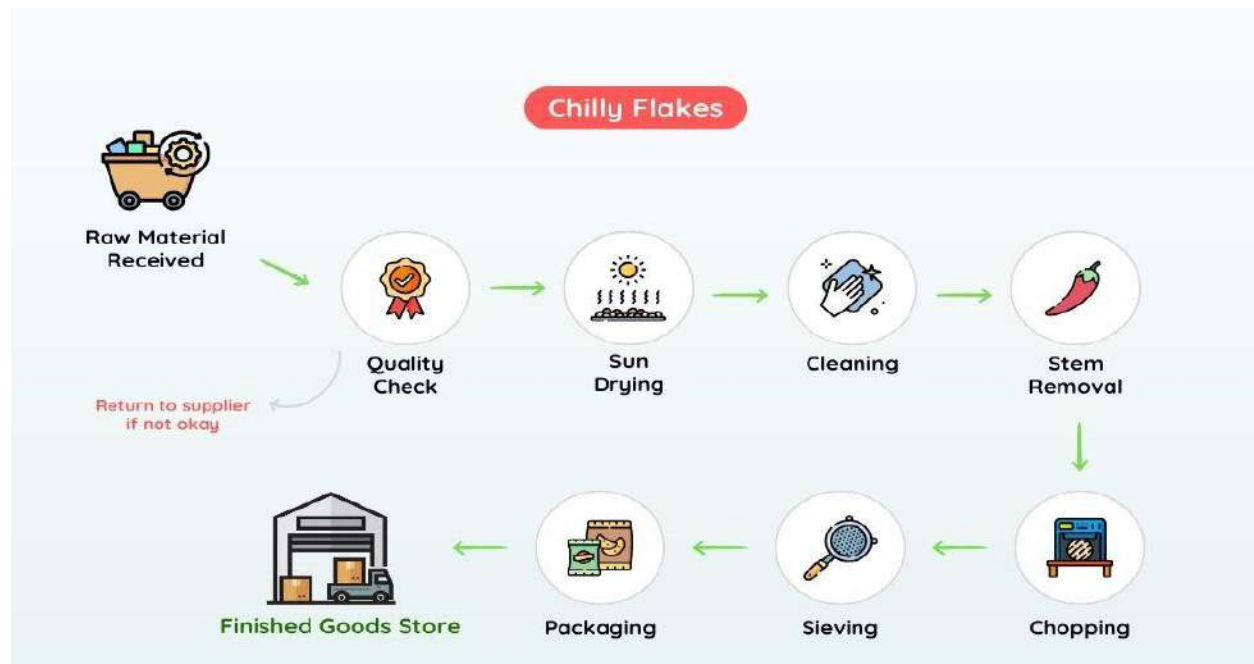 Chilly Flakes
Raw Material
Received
Quality
Check
Sun
Drying
Cleaning
Stem
Removal
Return to supplier
if not okay
Finished Goods Store
Packaging
Sieving
Chopping